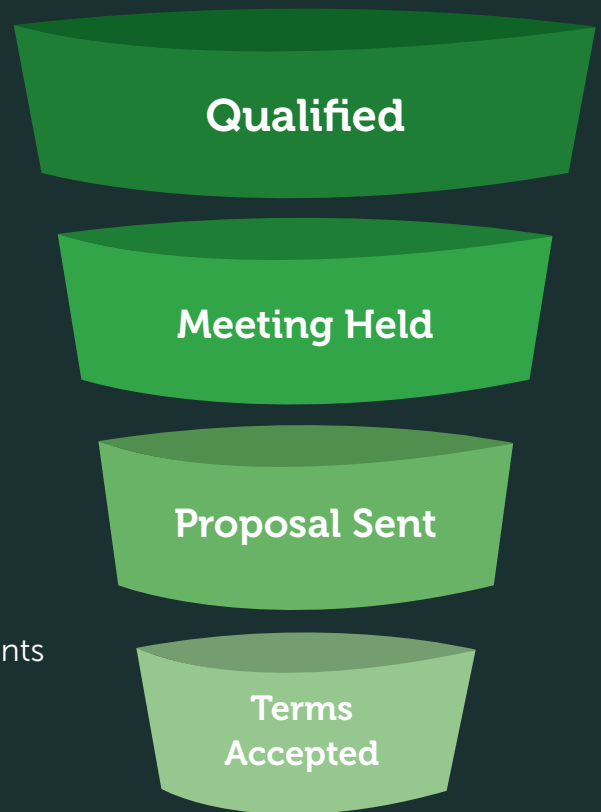 Qualified
Meeting Held
Proposal Sent
nts
Terms
Accepted